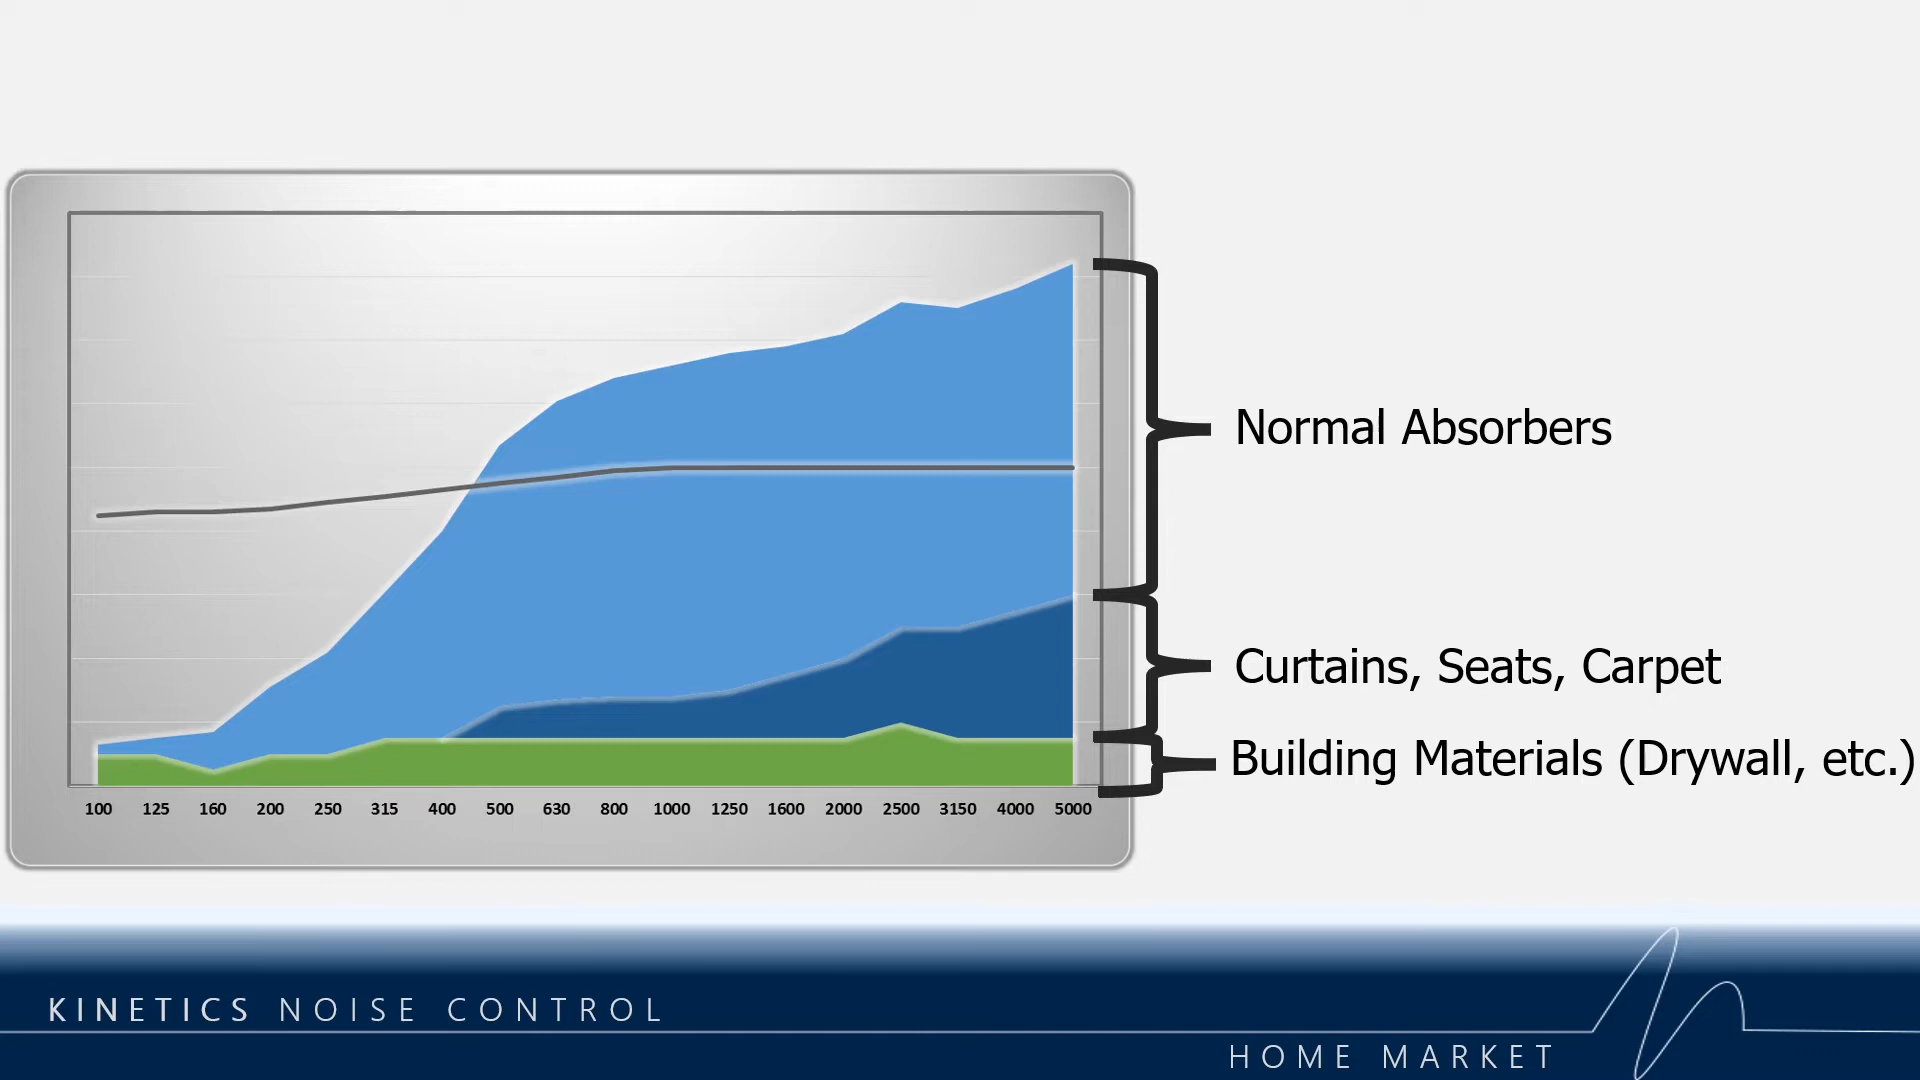 Normal Absorbers
Curtains, Seats, Carpet
Building Materials (Drywall, etc.)
100 125 160 200 250 315 400 500 630 800 1000 1250 1600 2000 2500 3150 4000 5000
KINETICS NOISE CONTROL
HOME MARKET